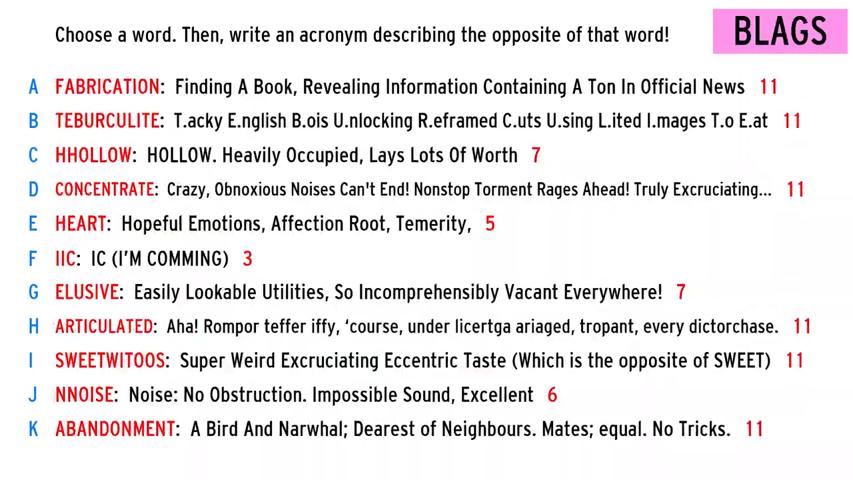 Choose a word. Then, write an acronym describing the opposite of that word!
BLAGS
A FABRICATION: Finding A Book, Revealing Information Containing A Ton In Official News 11
B TEBURCULITE: T.acky E.nglish B.ois U.nlocking R.eframed C.uts U.sing L.ited I.mages T.o E.at 11
C HHOLLOW: HOLLOW. Heavily Occupied, Lays Lots Of Worth 7
D CONCENTRATE: Crazy, Obnoxious Noises Can't End! Nonstop Torment Rages Ahead! Truly Excruciating... 11
E HEART: Hopeful Emotions, Affection Root, Temerity, 5
F IIC: IC (I'M COMMING) 3
G ELUSIVE: Easily Lookable Utilities, So Incomprehensibly Vacant Everywhere! 7
H ARTICULATED: Aha! Rompor teffer iffy, ‘course, under licertga ariaged, tropant, every dictorchase. 11
I SWEETWITOOS: Super Weird Excruciating Eccentric Taste (Which is the opposite of SWEET) 11
J NNOISE: Noise: No Obstruction. Impossible Sound, Excellent 6
K ABANDONMENT: A Bird And Narwhal; Dearest of Neighbours. Mates; equal. No Tricks. 11